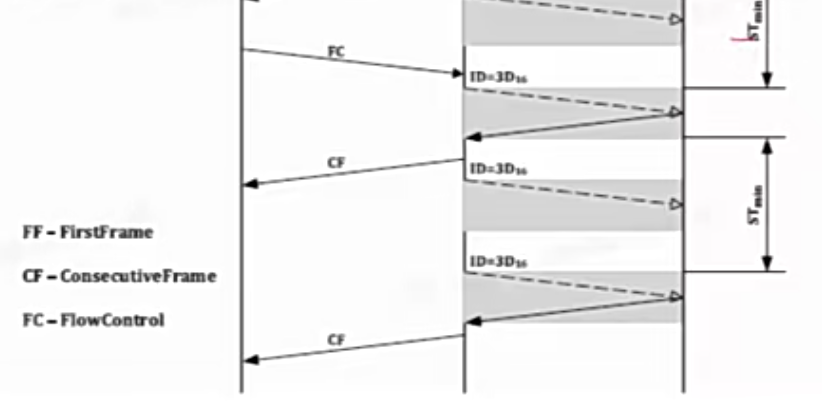 STmin
FC
ID=3D₁₆
CF
ID=3D₁₆
STmin
FF – FirstFrame
ID=3D₁₆
CF – ConsecutiveFrame
FC – FlowControl
CF